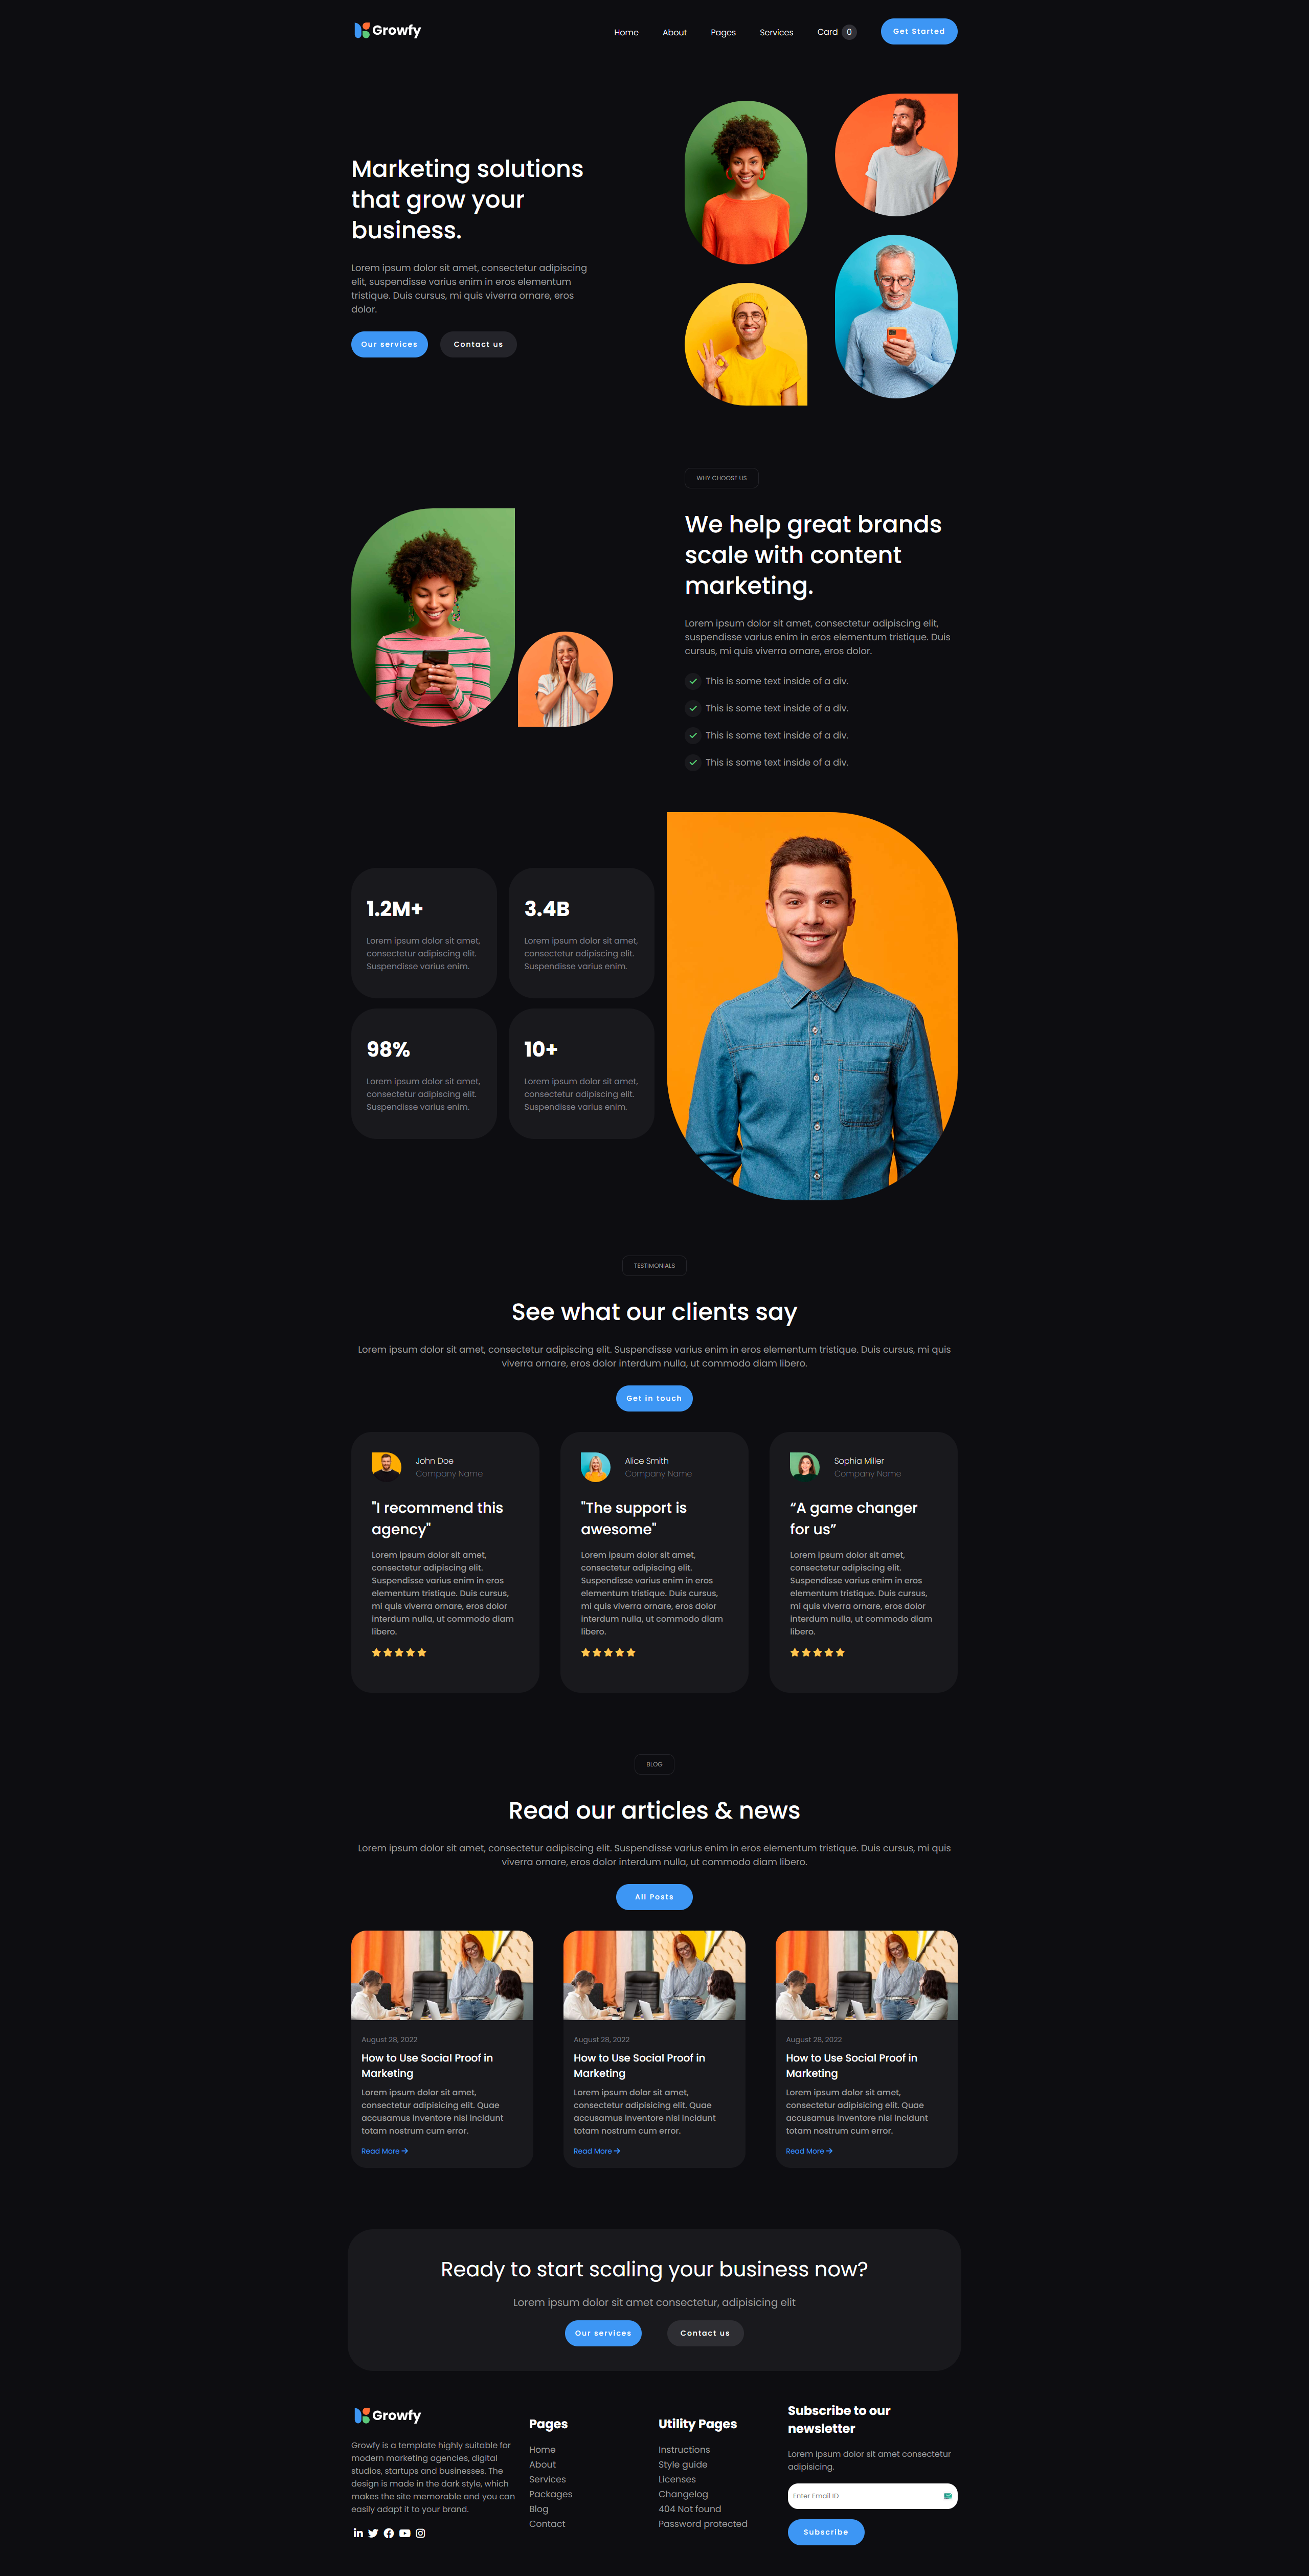 Growfy
Home About Pages Services Card 0 Get Started
Marketing solutions
that grow your
business.
Lorem ipsum dolor sit amet, consectetur adipiscing
elit, suspendisse varius enim in eros elementum
tristique. Duis cursus, mi quis viverra ornare, eros
dolor.
Our services Contact us
WHY CHOOSE US
We help great brands
scale with content
marketing.
Lorem ipsum dolor sit amet, consectetur adipiscing elit,
suspendisse varius enim in eros elementum tristique. Duis
cursus, mi quis viverra ornare, eros dolor.
This is some text inside of a div.
This is some text inside of a div.
This is some text inside of a div.
This is some text inside of a div.
1.2M+
Lorem ipsum dolor sit amet,
consectetur adipiscing elit.
Suspendisse varius enim.
3.4B
Lorem ipsum dolor sit amet,
consectetur adipiscing elit.
Suspendisse varius enim.
98%
Lorem ipsum dolor sit amet,
consectetur adipiscing elit.
Suspendisse varius enim.
10+
Lorem ipsum dolor sit amet,
consectetur adipiscing elit.
Suspendisse varius enim.
TESTIMONIALS
See what our clients say
Lorem ipsum dolor sit amet, consectetur adipiscing elit. Suspendisse varius enim in eros elementum tristique. Duis cursus, mi quis
viverra ornare, eros dolor interdum nulla, ut commodo diam libero.
Get in touch
John Doe
Company Name
"I recommend this
agency"
Lorem ipsum dolor sit amet,
consectetur adipiscing elit.
Suspendisse varius enim in eros
elementum tristique. Duis cursus,
mi quis viverra ornare, eros dolor
interdum nulla, ut commodo diam
libero.
Alice Smith
Company Name
"The support is
awesome"
Lorem ipsum dolor sit amet,
consectetur adipiscing elit.
Suspendisse varius enim in eros
elementum tristique. Duis cursus,
mi quis viverra ornare, eros dolor
interdum nulla, ut commodo diam
libero.
Sophia Miller
Company Name
“A game changer
for us”
Lorem ipsum dolor sit amet,
consectetur adipiscing elit.
Suspendisse varius enim in eros
elementum tristique. Duis cursus,
mi quis viverra ornare, eros dolor
interdum nulla, ut commodo diam
libero.
BLOG
Read our articles & news
Lorem ipsum dolor sit amet, consectetur adipiscing elit. Suspendisse varius enim in eros elementum tristique. Duis cursus, mi quis
viverra ornare, eros dolor interdum nulla, ut commodo diam libero.
All Posts
August 28, 2022
How to Use Social Proof in
Marketing
Lorem ipsum dolor sit amet,
consectetur adipisicing elit. Quae
accusamus inventore nisi incidunt
totam nostrum cum error.
Read More
August 28, 2022
How to Use Social Proof in
Marketing
Lorem ipsum dolor sit amet,
consectetur adipisicing elit. Quae
accusamus inventore nisi incidunt
totam nostrum cum error.
Read More
August 28, 2022
How to Use Social Proof in
Marketing
Lorem ipsum dolor sit amet,
consectetur adipisicing elit. Quae
accusamus inventore nisi incidunt
totam nostrum cum error.
Read More
Ready to start scaling your business now?
Lorem ipsum dolor sit amet consectetur, adipisicing elit
Our services Contact us
Growfy
Growfy is a template highly suitable for
modern marketing agencies, digital
studios, startups and businesses. The
design is made in the dark style, which
makes the site memorable and you can
easily adapt it to your brand.
Pages
Home
About
Services
Packages
Blog
Contact
Utility Pages
Instructions
Style guide
Licenses
Changelog
404 Not found
Password protected
Subscribe to our
newsletter
Lorem ipsum dolor sit amet consectetur
adipisicing.
Enter Email ID
Subscribe